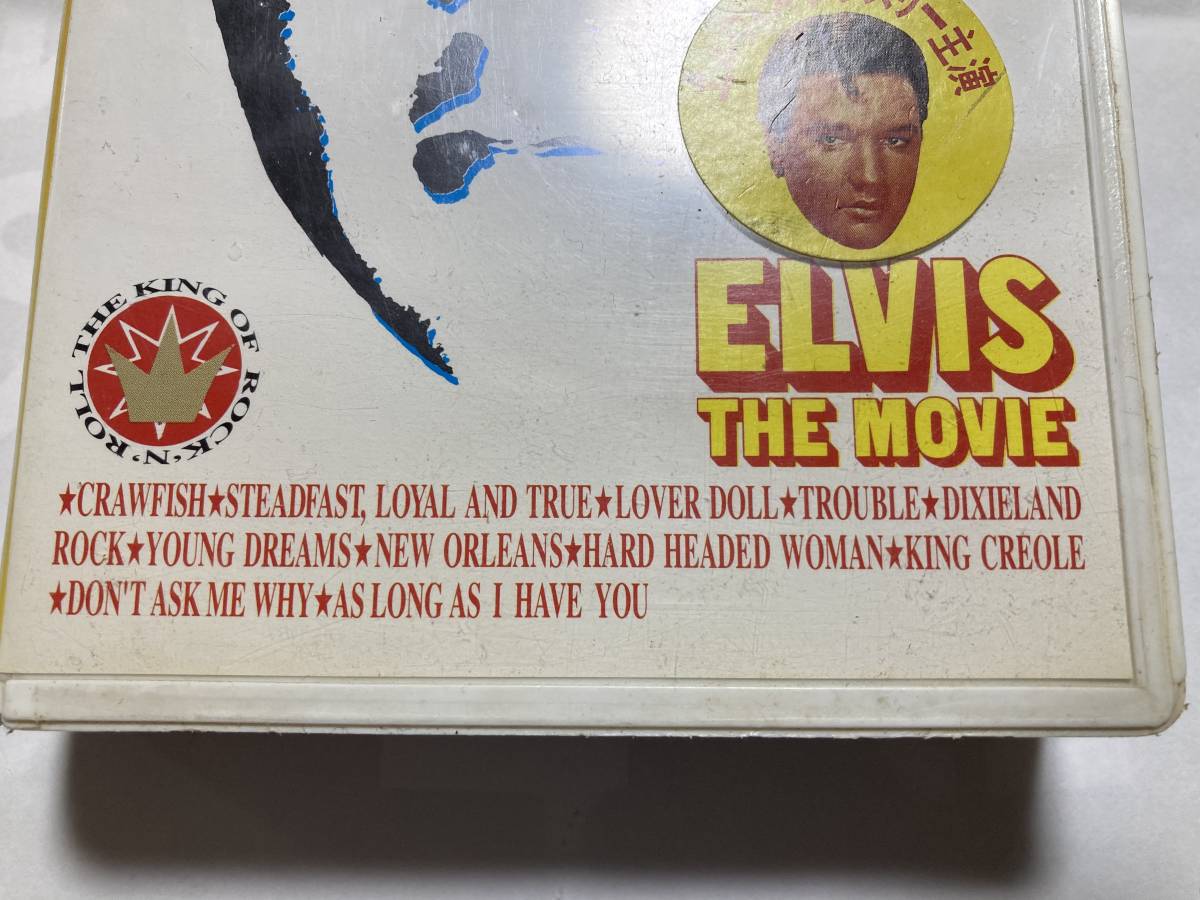 リー主演
ELVIS
THE MOVIE
THE KING OF ROCK'N'ROLL
★CRAWFISH★STEADFAST, LOYAL AND TRUE★LOVER DOLL★TROUBLE★DIXIELAND
ROCK★YOUNG DREAMS★NEW ORLEANS★HARD HEADED WOMAN★KING CREOLE
★DON'T ASK ME WHY★AS LONG AS I HAVE YOU